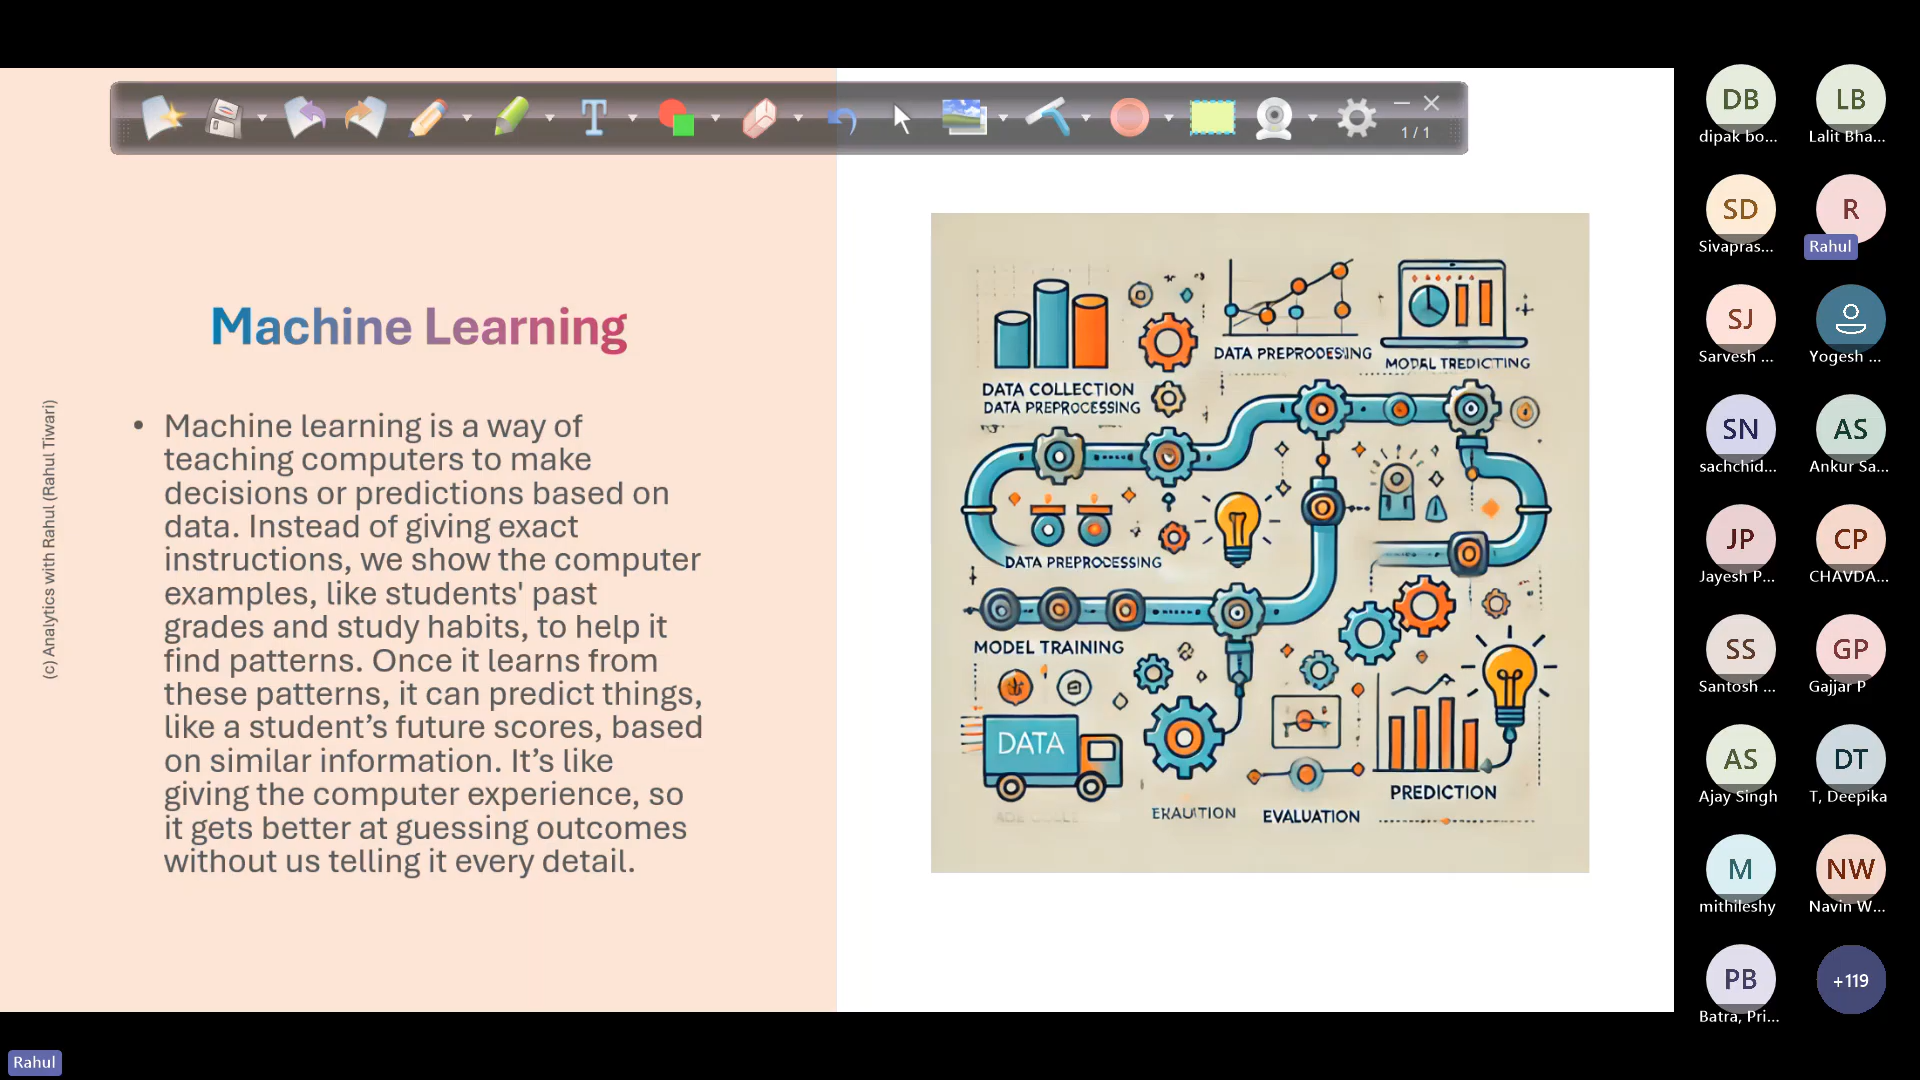 1 / 1
Machine Learning
• Machine learning is a way of
teaching computers to make
decisions or predictions based on
data. Instead of giving exact
instructions, we show the computer
examples, like students' past
grades and study habits, to help it
find patterns. Once it learns from
these patterns, it can predict things,
like a student’s future scores, based
on similar information. It’s like
giving the computer experience, so
it gets better at guessing outcomes
without us telling it every detail.
(c) Analytics with Rahul (Rahul Tiwari)
DATA COLLECTION
DATA PREPROCESSING
DATA PREPRODESING
MODAL TREDICTING
DATA PREPROCESSING
MODEL TRAINING
DATA
EKAUTION
EVALUATION
PREDICTION
DB
dipak bo...
LB
Lalit Bha...
SD
Sivapras...
R
Rahul
SJ
Sarvesh ...
Yogesh ...
SN
sachchid...
AS
Ankur Sa...
JP
Jayesh P...
CP
CHAVDA...
SS
Santosh ...
GP
Gajjar P
AS
Ajay Singh
DT
T, Deepika
M
mithileshy
NW
Navin W...
PB
Batra, Pri...
+119
Rahul